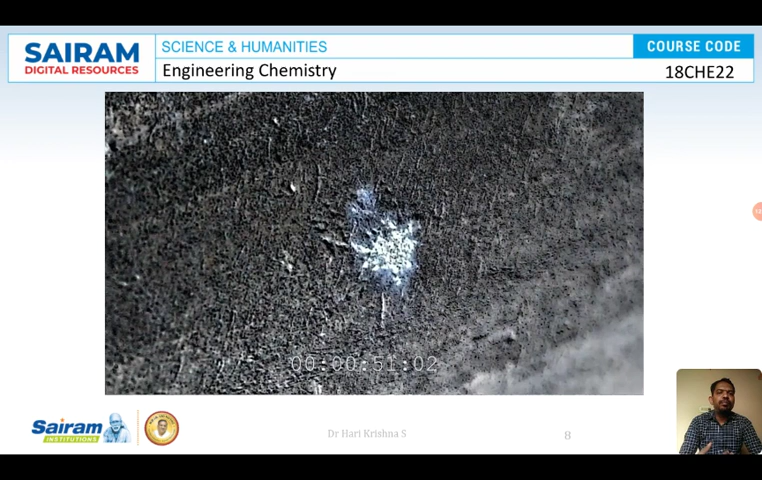 SAIRAM
DIGITAL RESOURCES
SCIENCE & HUMANITIES
Engineering Chemistry
COURSE CODE
18CHE22
00:00:51:02
Sairam
INSTITUTIONS
Dr Hari Krishna S
8